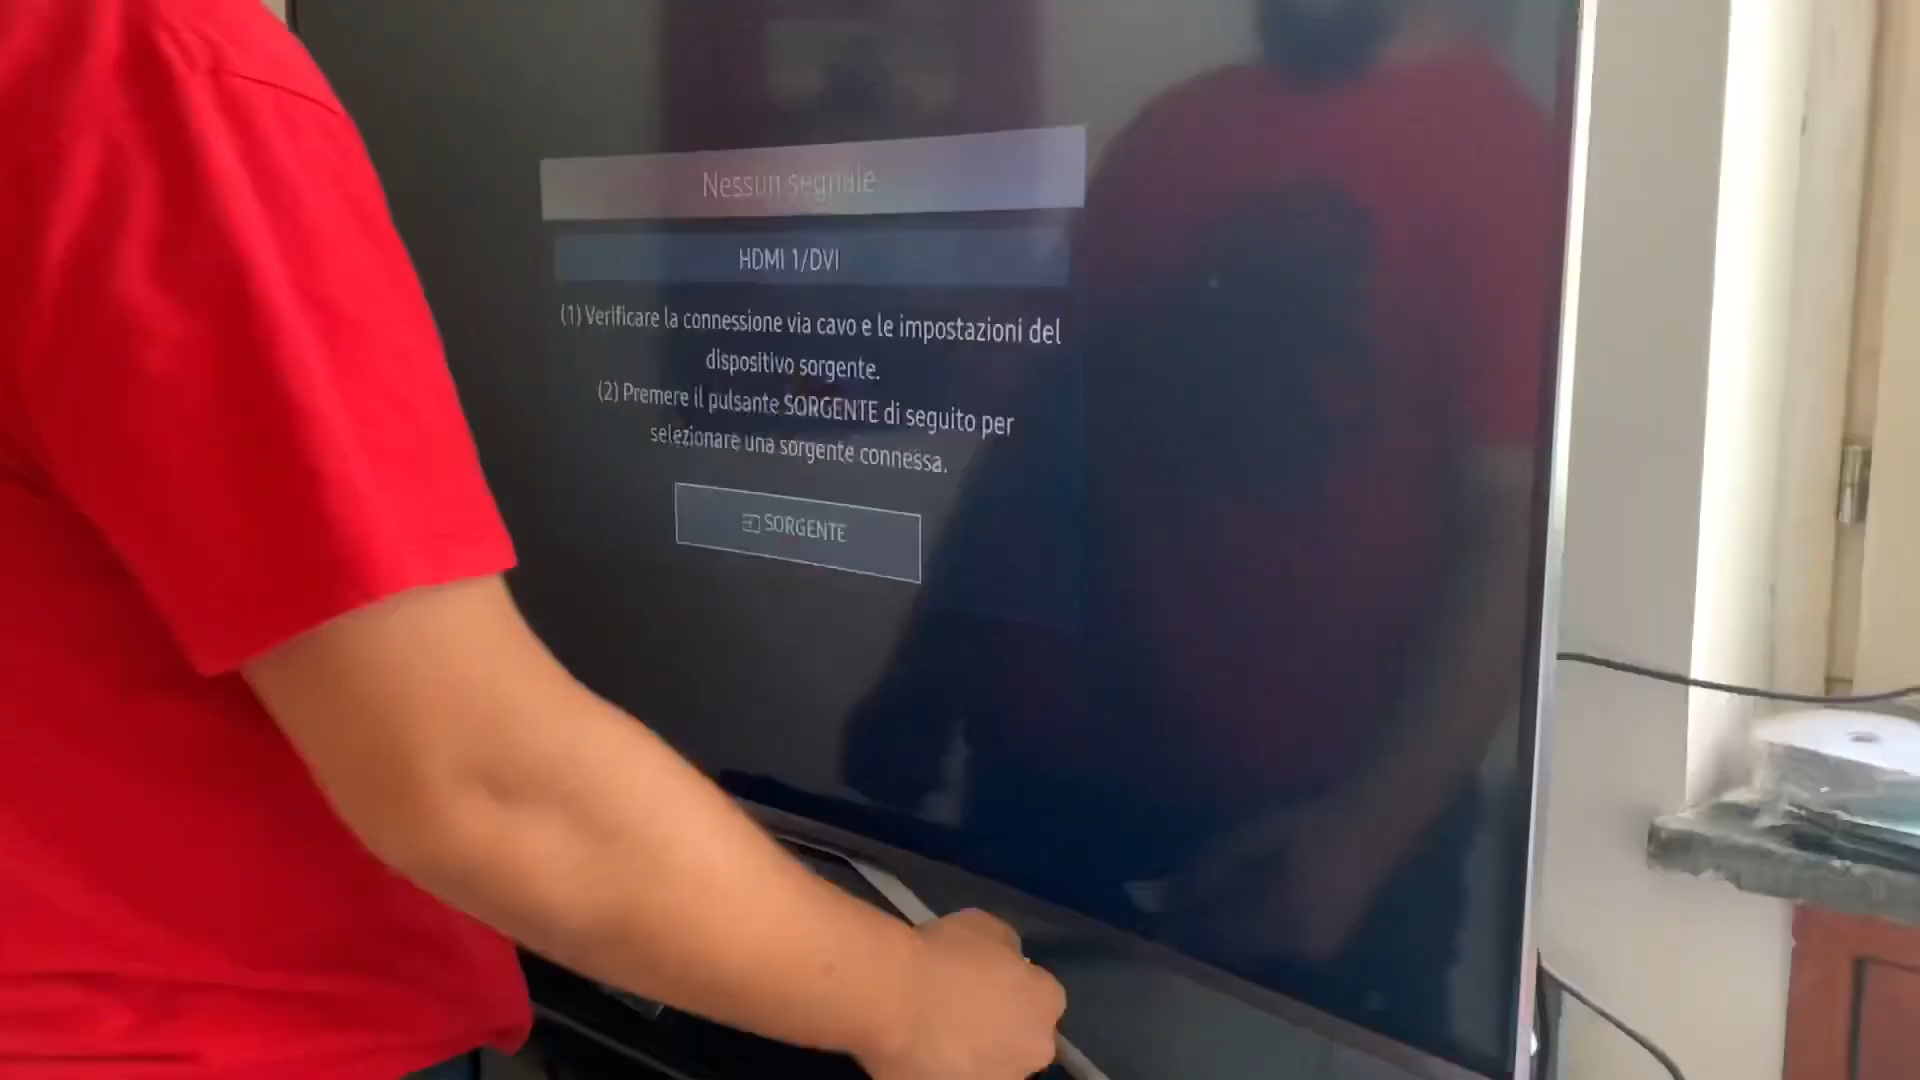 Nessun segnale
HDMI 1/DVI
(1) Verificare la connessione via cavo e le impostazioni del
dispositivo sorgente.
(2) Premere il pulsante SORGENTE di seguito per
selezionare una sorgente connessa.
SORGENTE